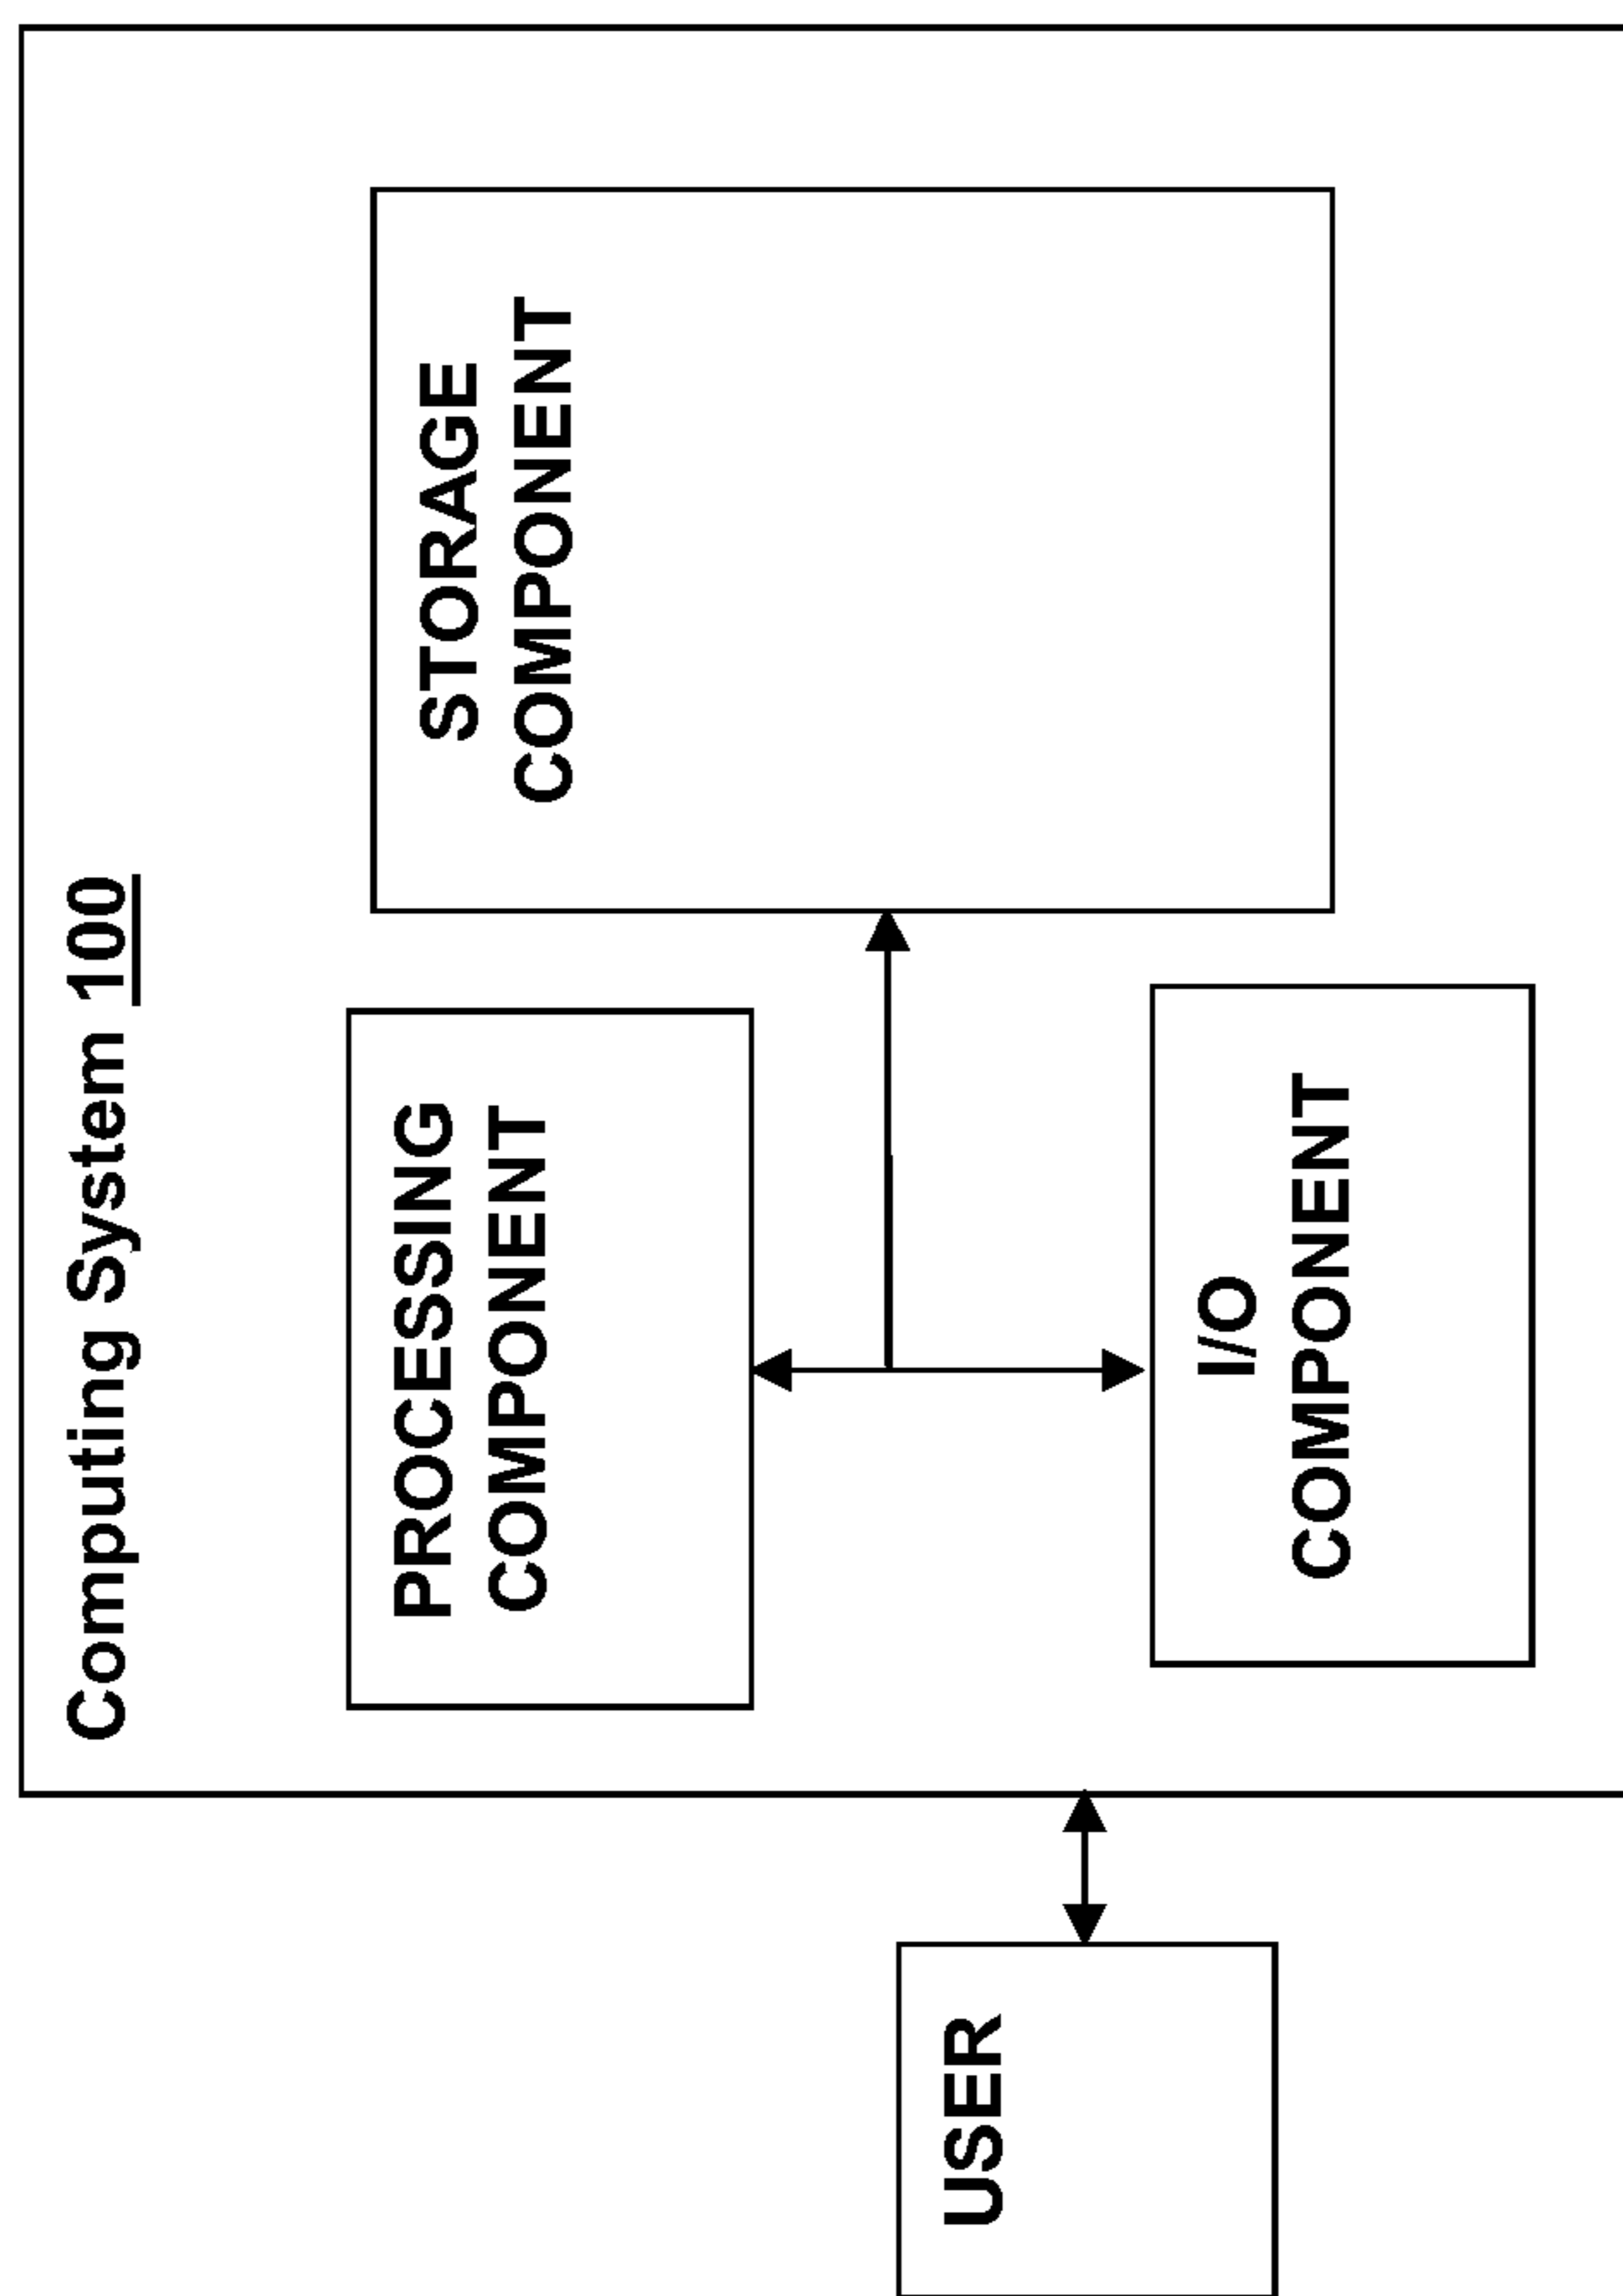 Computing System 100
PROCESSING
COMPONENT
STORAGE
COMPONENT
USER
I/O
COMPONENT